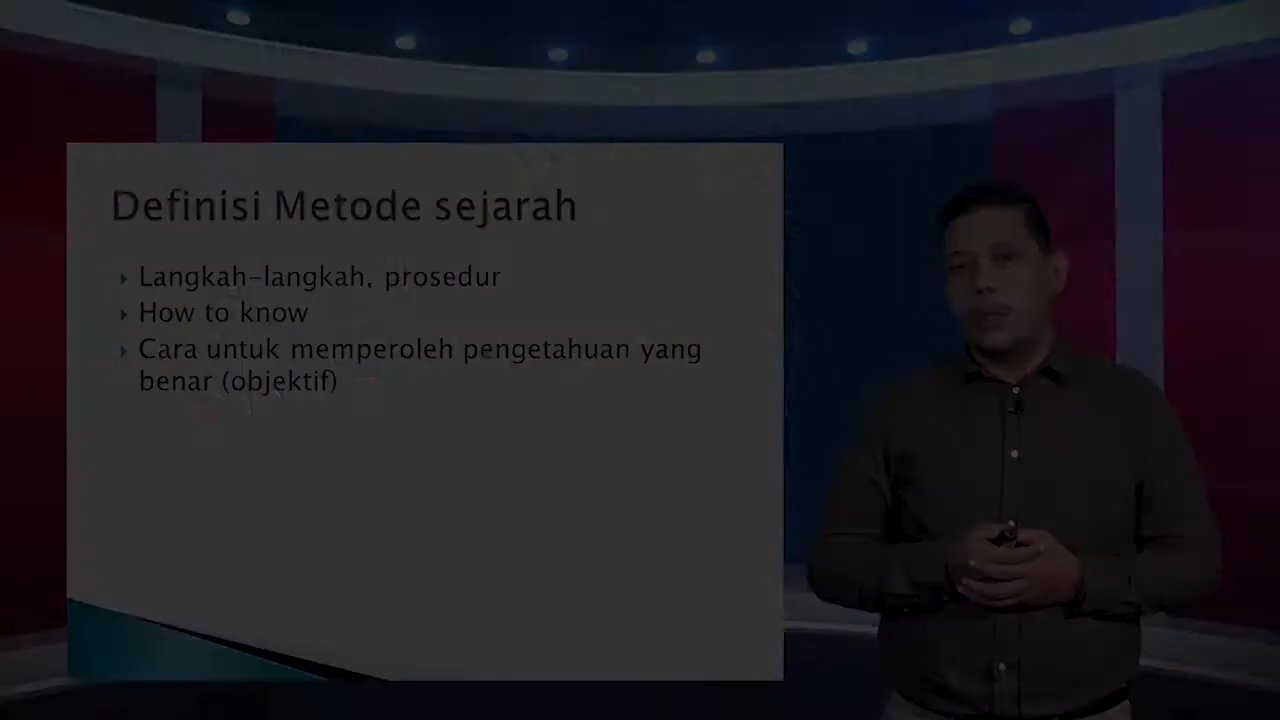 Definisi Metode sejarah
Langkah-langkah, prosedur
How to know
Cara untuk memperoleh pengetahuan yang
benar (objektif)